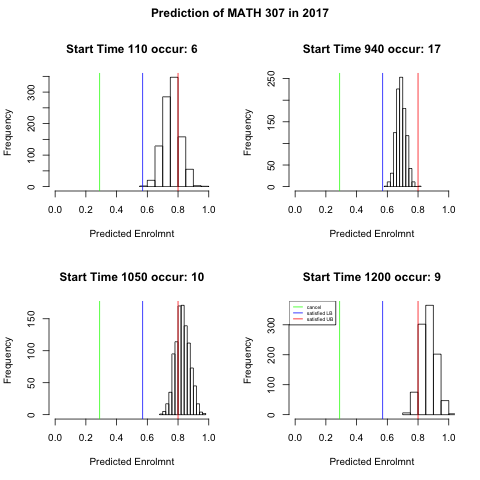 Prediction of MATH 307 in 2017
Start Time 110 occur: 6
Frequency
0 100 200 300
0.0 0.2 0.4 0.6 0.8 1.0
Predicted Enrolmnt
Start Time 940 occur: 17
Frequency
0 50 150 250
0.0 0.2 0.4 0.6 0.8 1.0
Predicted Enrolmnt
Start Time 1050 occur: 10
Frequency
0 50 100 150
0.0 0.2 0.4 0.6 0.8 1.0
Predicted Enrolmnt
Start Time 1200 occur: 9
cancel
satisfied LB
satisfied UB
Frequency
0 100 200 300
0.0 0.2 0.4 0.6 0.8 1.0
Predicted Enrolmnt